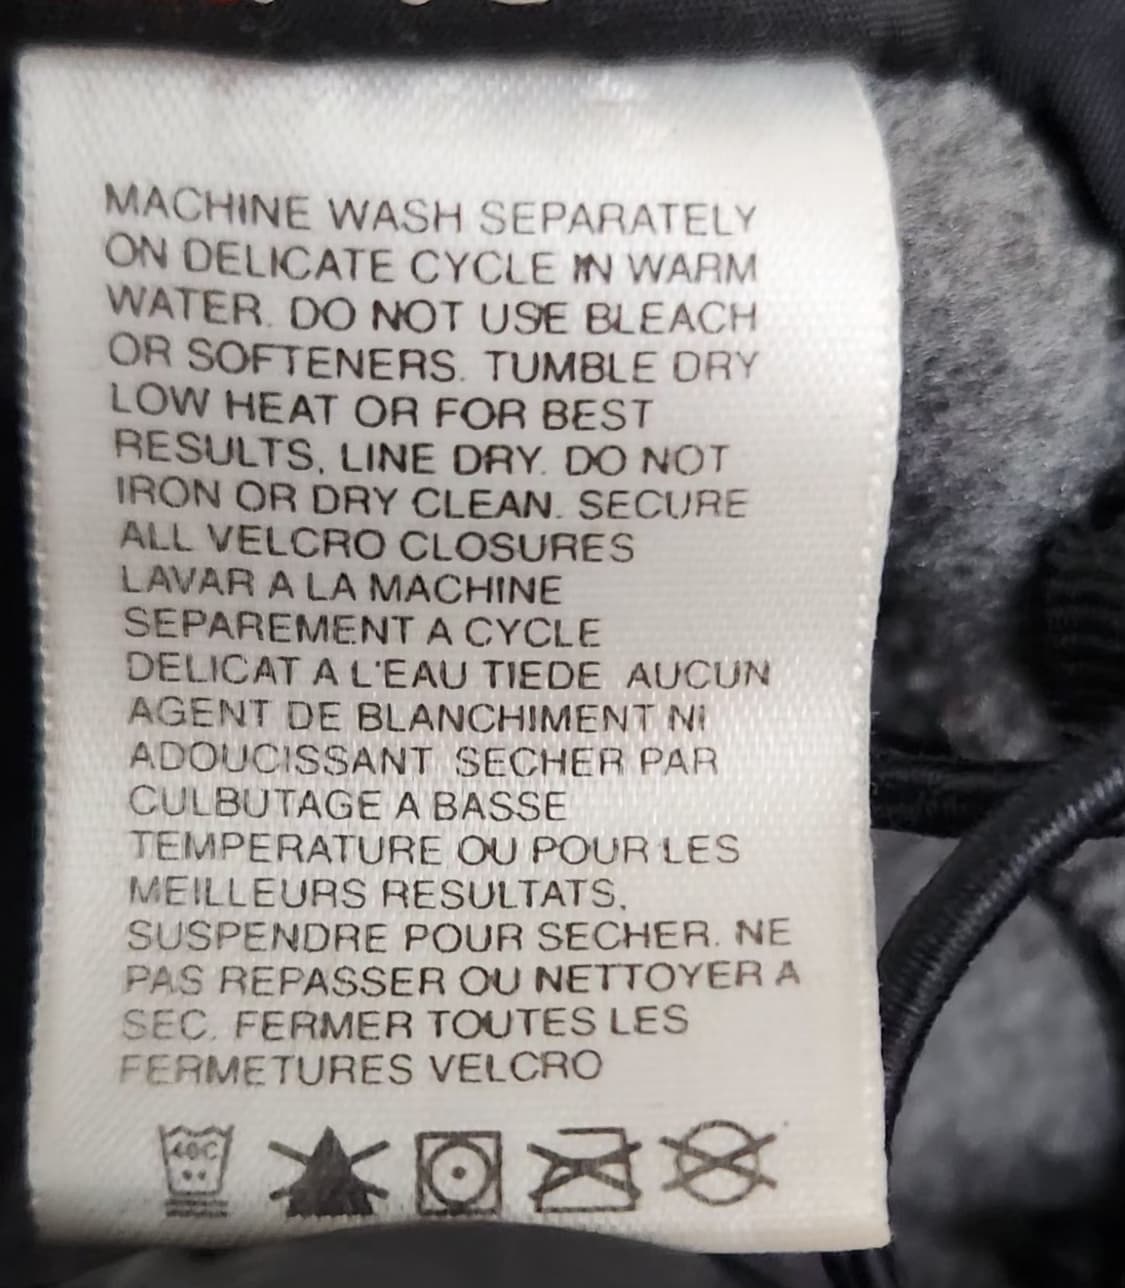 MACHINE WASH SEPARATELY
ON DELICATE CYCLE IN WARM
WATER. DO NOT USE BLEACH
OR SOFTENERS. TUMBLE DRY
LOW HEAT OR FOR BEST
RESULTS, LINE DRY. DO NOT
IRON OR DRY CLEAN. SECURE
ALL VELCRO CLOSURES
LAVAR A LA MACHINE
SEPAREMENT A CYCLE
DELICAT A L'EAU TIEDE AUCUN
AGENT DE BLANCHIMENT NI
ADOUCISSANT SECHER PAR
CULBUTAGE A BASSE
TEMPERATURE OU POUR LES
MEILLEURS RESULTATS,
SUSPENDRE POUR SECHER. NE
PAS REPASSER OU NETTOYER A
SEC. FERMER TOUTES LES
FERMETURES VELCRO
40C